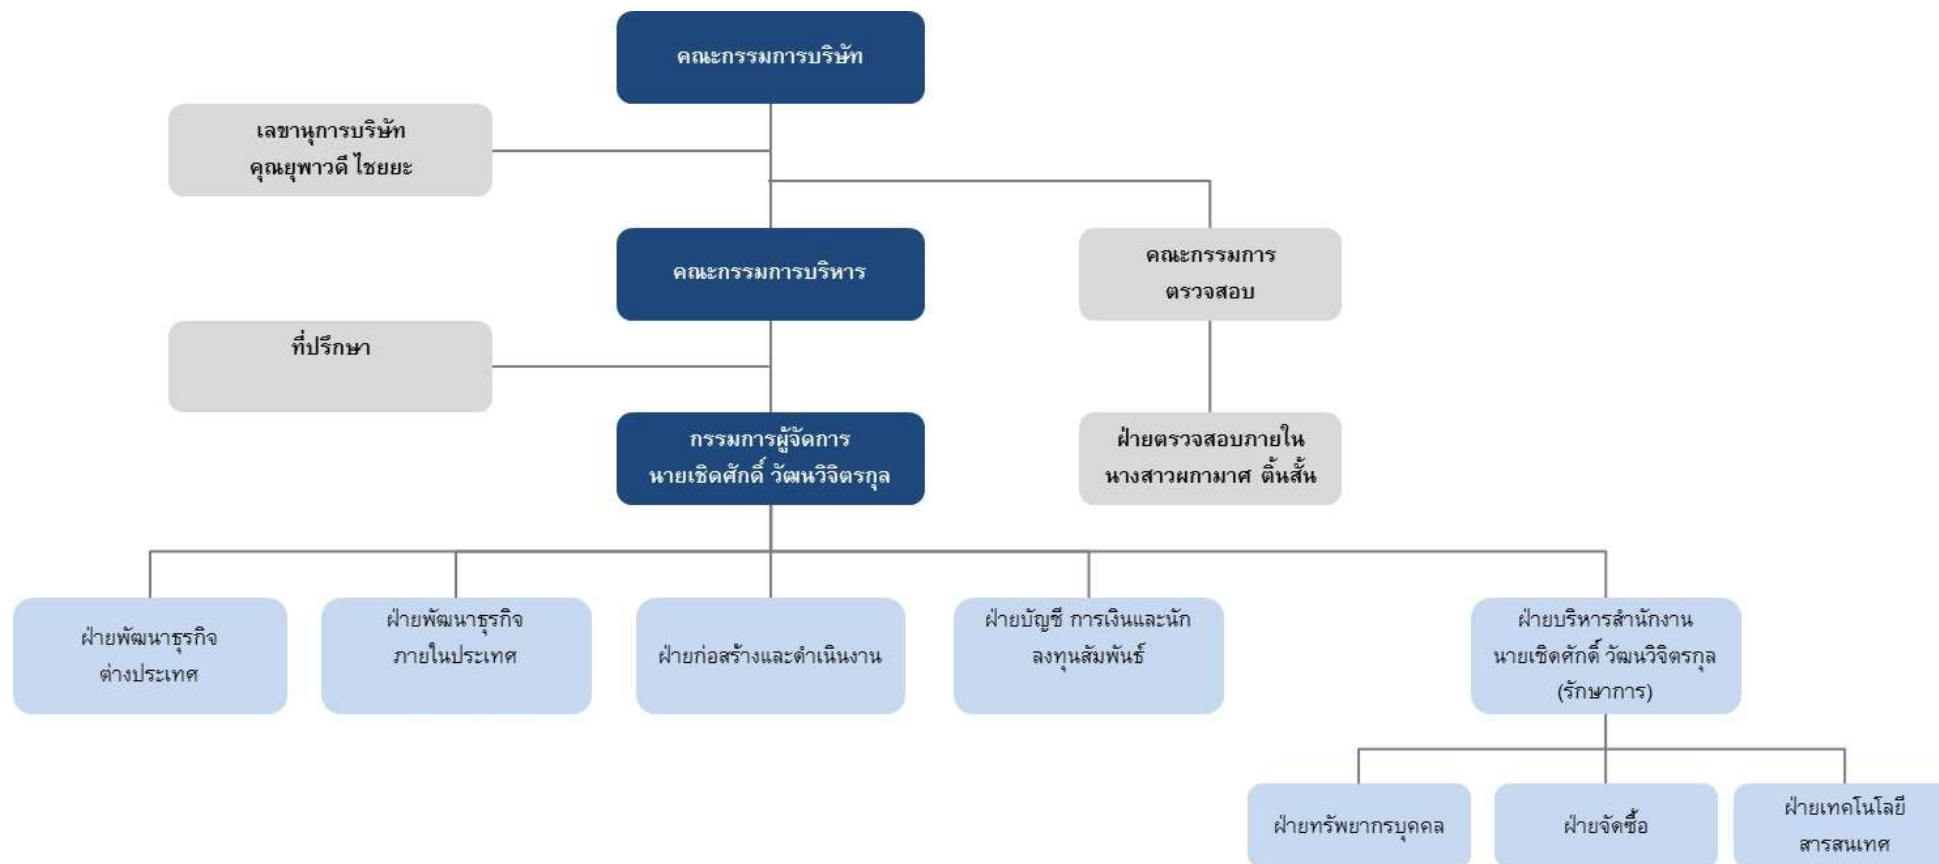 คณะกรรมการบริษัท
เลขานุการบริษัท
คุณยุพาวดี ไชยยะ
คณะกรรมการบริหาร
คณะกรรมการ
ตรวจสอบ
ที่ปรึกษา
กรรมการผู้จัดการ
นายเชิดศักดิ์ วัฒนวิจิตรกุล
ฝ่ายตรวจสอบภายใน
นางสาวผกามาศ ติ้นสั้น
ฝ่ายพัฒนาธุรกิจ
ต่างประเทศ
ฝ่ายพัฒนาธุรกิจ
ภายในประเทศ
ฝ่ายก่อสร้างและดำเนินงาน
ฝ่ายบัญชี การเงินและนัก
ลงทุนสัมพันธ์
ฝ่ายบริหารสำนักงาน
นายเชิดศักดิ์ วัฒนวิจิตรกุล
(รักษาการ)
ฝ่ายทรัพยากรบุคคล
ฝ่ายจัดซื้อ
ฝ่ายเทคโนโลยี
สารสนเทศ